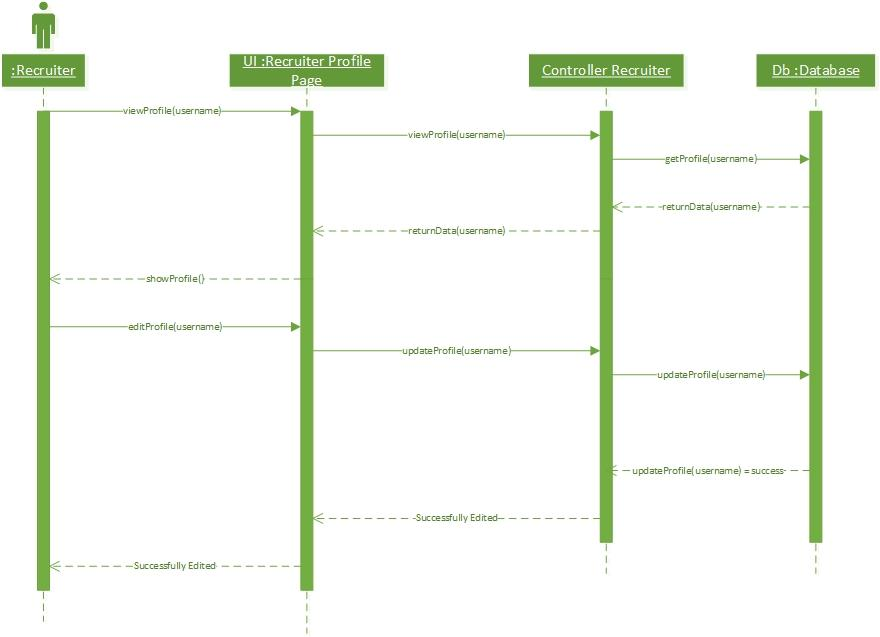 :Recruiter
UI :Recruiter Profile
Page
Controller Recruiter
Db :Database
viewProfile(username)
viewProfile(username)
getProfile(username)
returnData(username)
returnData(username)
showProfile()
editProfile(username)
updateProfile(username)
updateProfile(username)
updateProfile(username) = success
-Successfully Edited
Successfully Edited